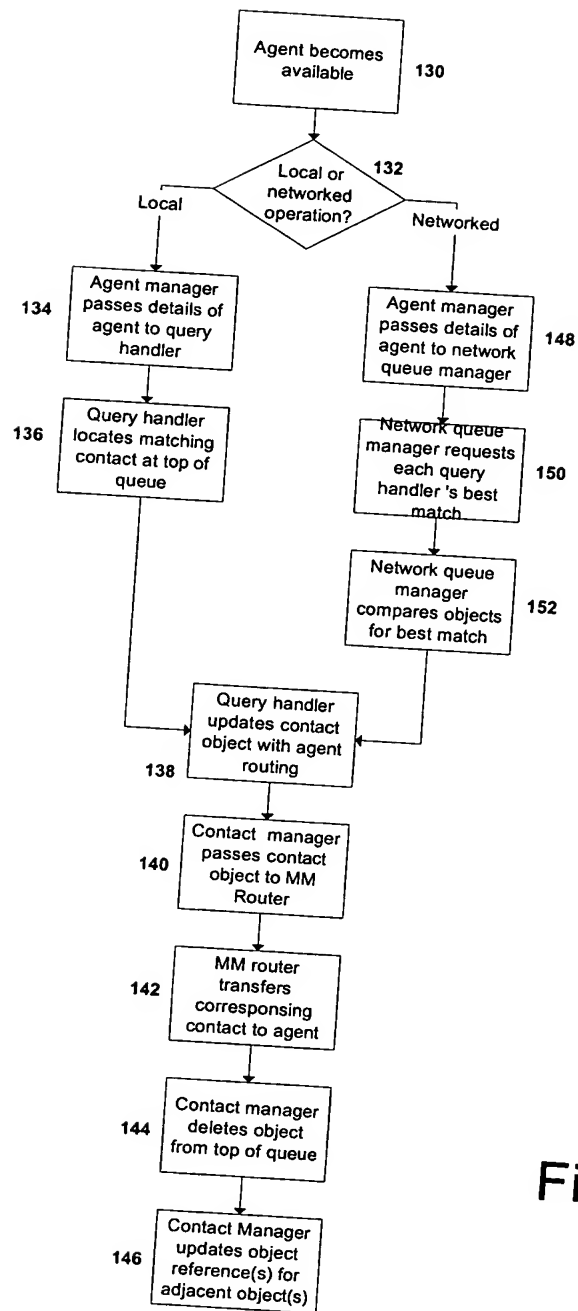 Agent becomes
available
130
132
Local or
networked
operation?
Local
Networked
134
Agent manager
passes details of
agent to query
handler
Agent manager
passes details of
agent to network
queue manager
148
136
Query handler
locates matching
contact at top of
queue
Network queue
manager requests
each query
handler 's best
match
150
Network queue
manager
compares objects
for best match
152
Query handler
updates contact
object with agent
routing
138
Contact manager
passes contact
object to MM
Router
140
MM router
transfers
corresponsing
contact to agent
142
Contact manager
deletes object
from top of queue
144
Fi
Contact Manager
updates object
reference(s) for
adjacent object(s)
146